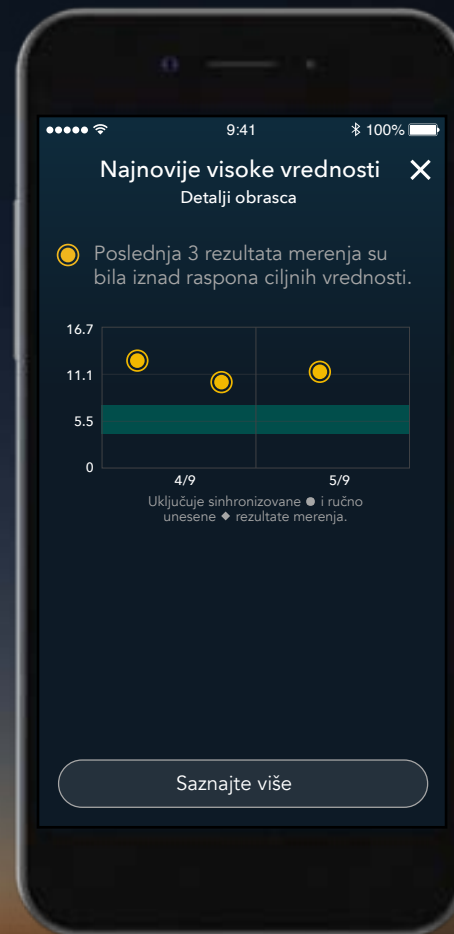 9:41
100%
Najnovije visoke vrednosti
Detalji obrasca
Poslednja 3 rezultata merenja su
bila iznad raspona ciljnih vrednosti.
16.7
11.1
5.5
0
4/9 5/9
Uključuje sinhronizovane ● i ručno
unesene ◆ rezultate merenja.
Saznajte više